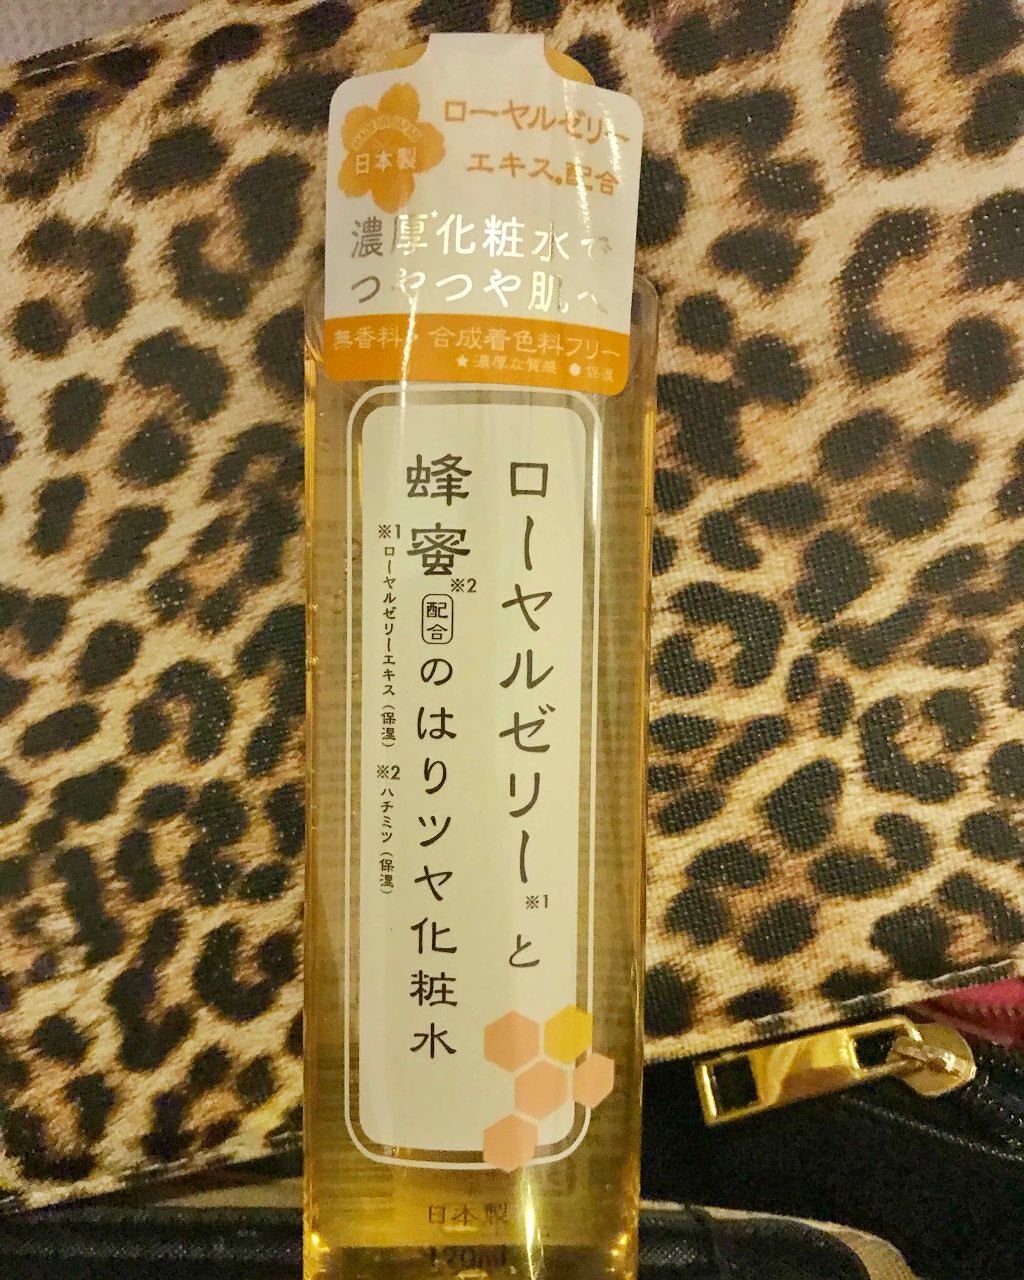 MADE IN JAPAN
日本製
ローヤルゼリー
エキス●配合
濃厚★化粧水で
つやつや肌へ
無香料・合成着色料フリー
★濃厚な質感 ●保湿
ローヤルゼリー※1と
蜂蜜※2配合のはりツヤ化粧水
※1ローヤルゼリーエキス(保湿) ※2ハチミツ(保湿)
日本製
120ml